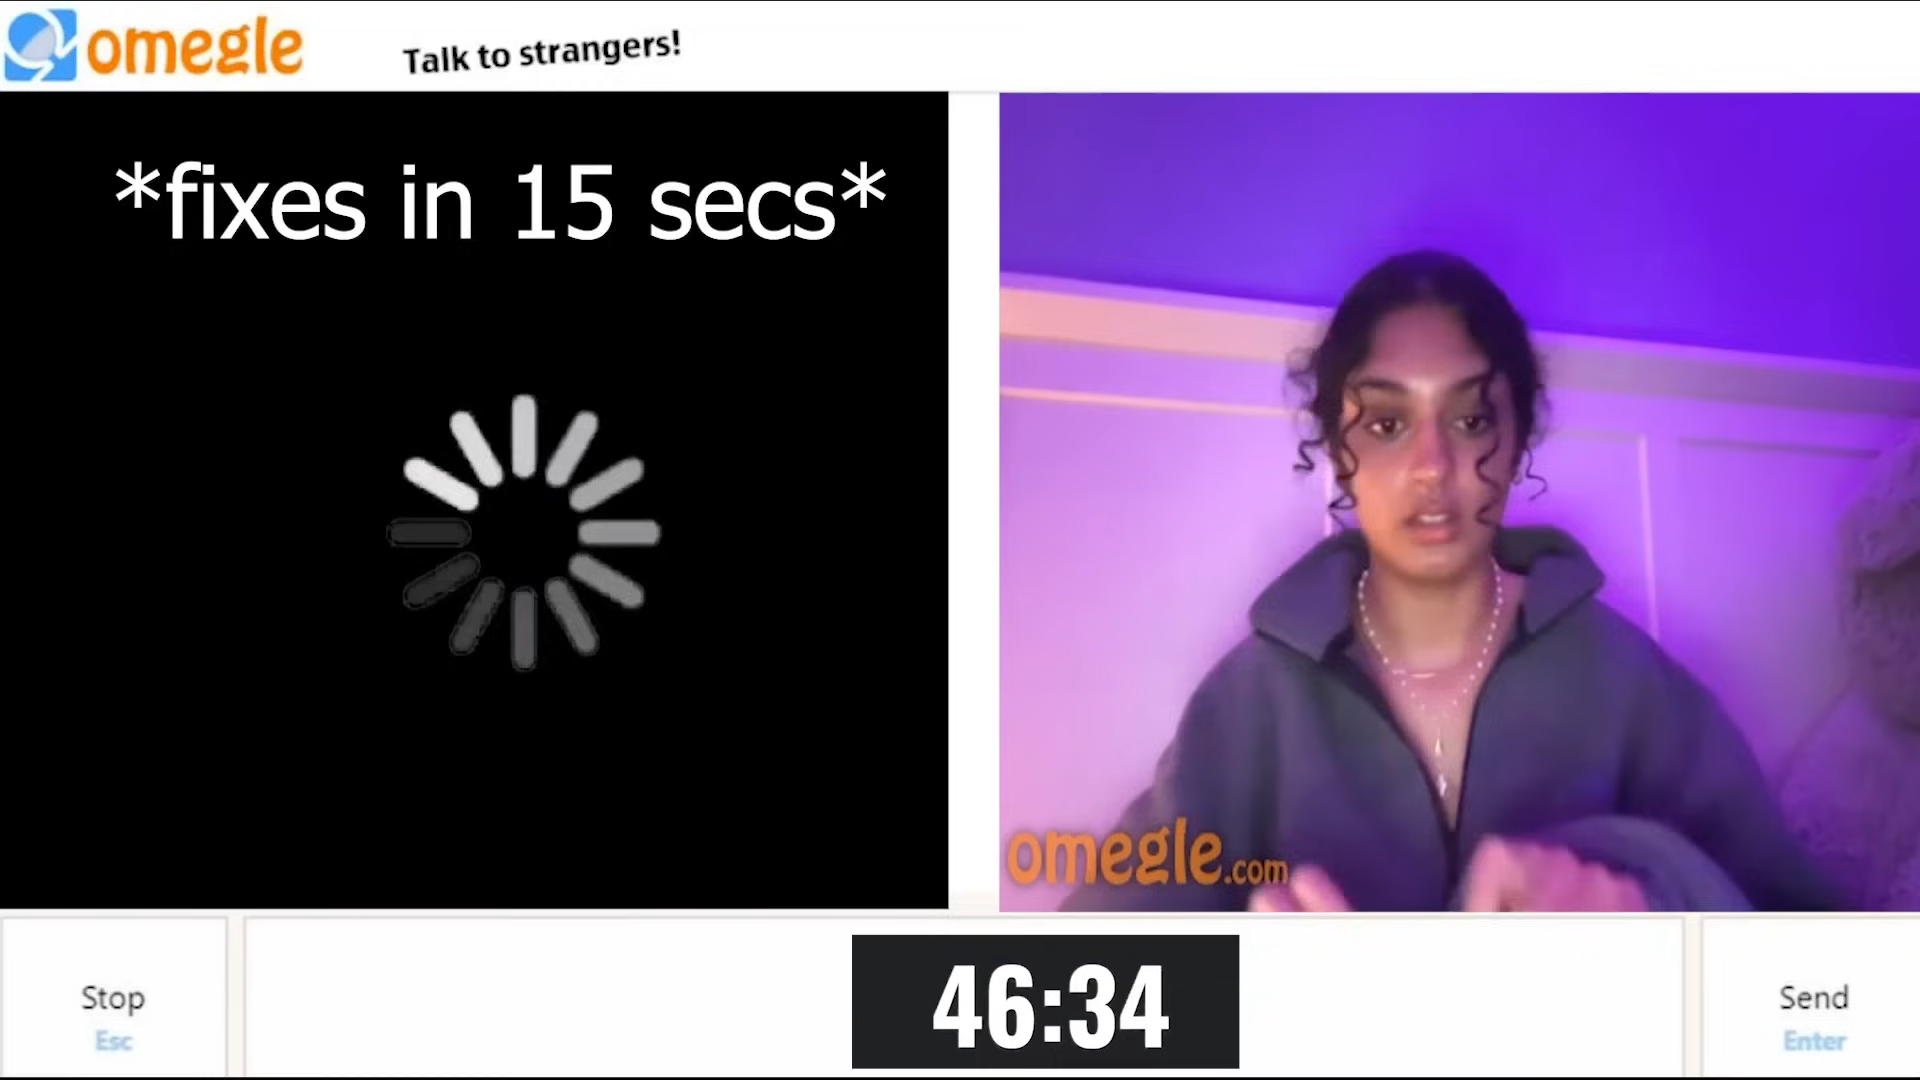 omegle
Talk to strangers!
*fixes in 15 secs*
omegle.com
Stop
Esc
46:34
Send
Enter